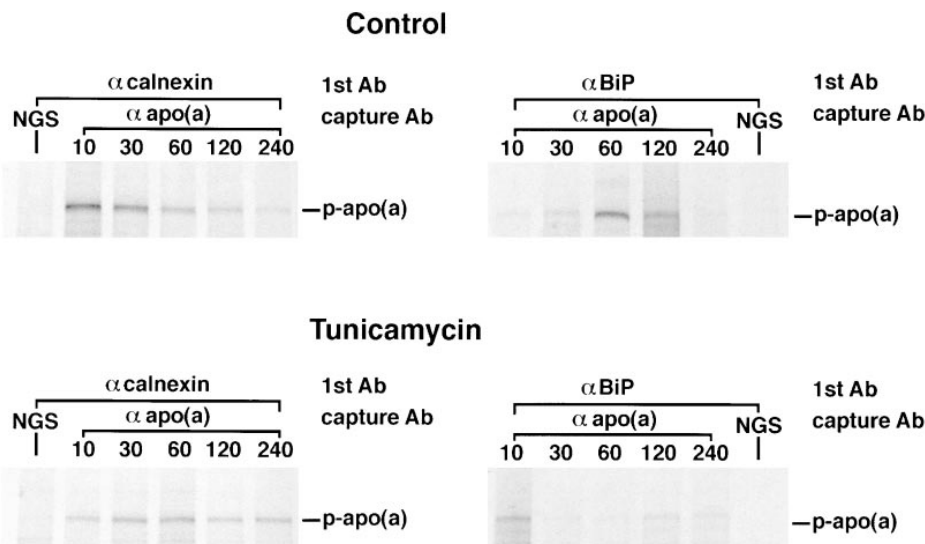 Control
α calnexin 1st Ab
NGS α apo(a) capture Ab
10 30 60 120 240
p-apo(a)
α BiP 1st Ab
α apo(a) NGS capture Ab
10 30 60 120 240
p-apo(a)
Tunicamycin
α calnexin 1st Ab
NGS α apo(a) capture Ab
10 30 60 120 240
p-apo(a)
α BiP 1st Ab
α apo(a) NGS capture Ab
10 30 60 120 240
p-apo(a)